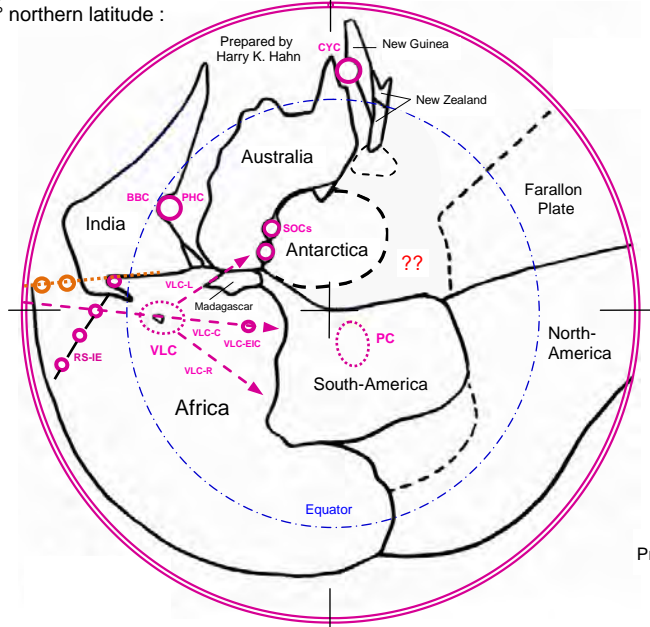 ° northern latitude :
Prepared by
Harry K. Hahn
CYC
New Guinea
New Zealand
Australia
Farallon
Plate
BBC
PHC
India
SOCs
Antarctica
??
VLC-L
Madagascar
VLC-C
VLC-EIC
VLC
RS-IE
VLC-R
PC
North-
America
South-America
Africa
Equator
Pr